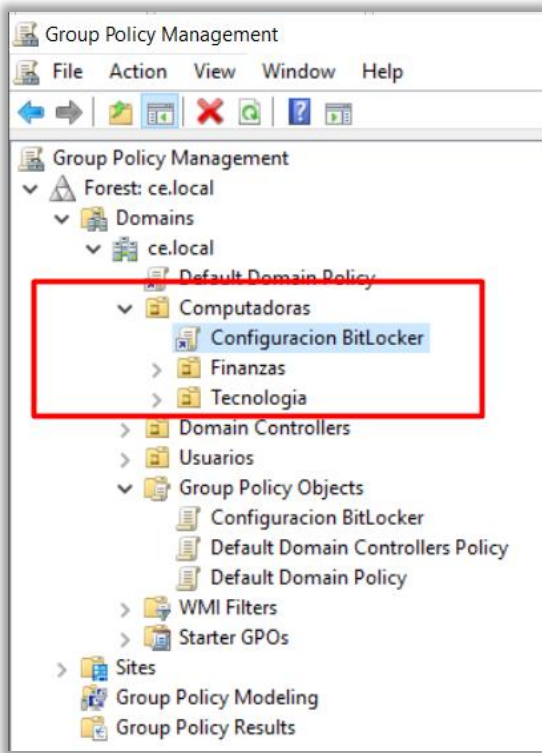 Group Policy Management
File Action View Window Help
Group Policy Management
Forest: ce.local
Domains
ce.local
Default Domain Policy
Computadoras
Configuracion BitLocker
Finanzas
Tecnologia
Domain Controllers
Usuarios
Group Policy Objects
Configuracion BitLocker
Default Domain Controllers Policy
Default Domain Policy
WMI Filters
Starter GPOs
Sites
Group Policy Modeling
Group Policy Results